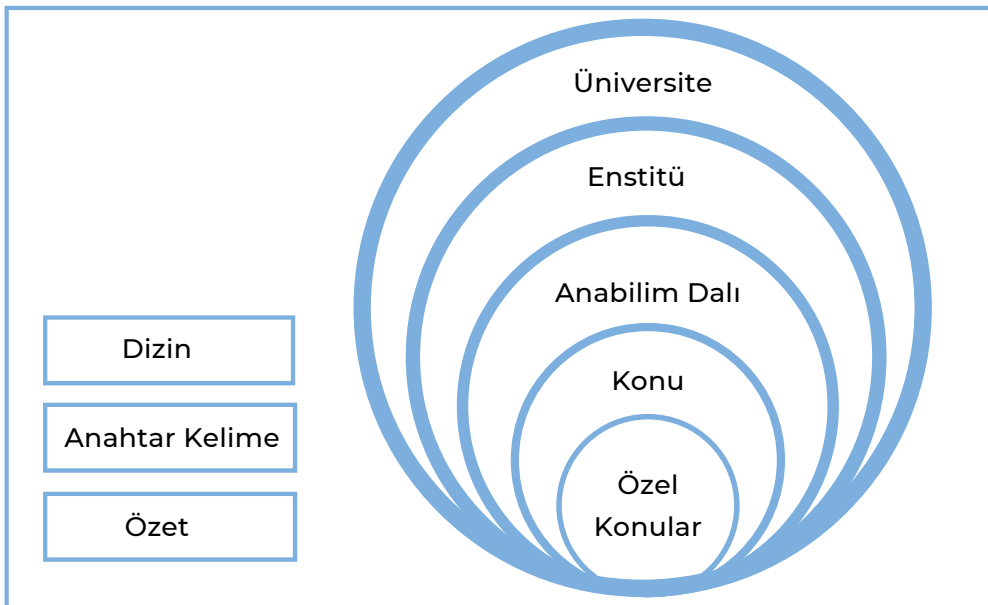 Üniversite
Enstitü
Anabilim Dalı
Konu
Özel
Konular
Dizin
Anahtar Kelime
Özet